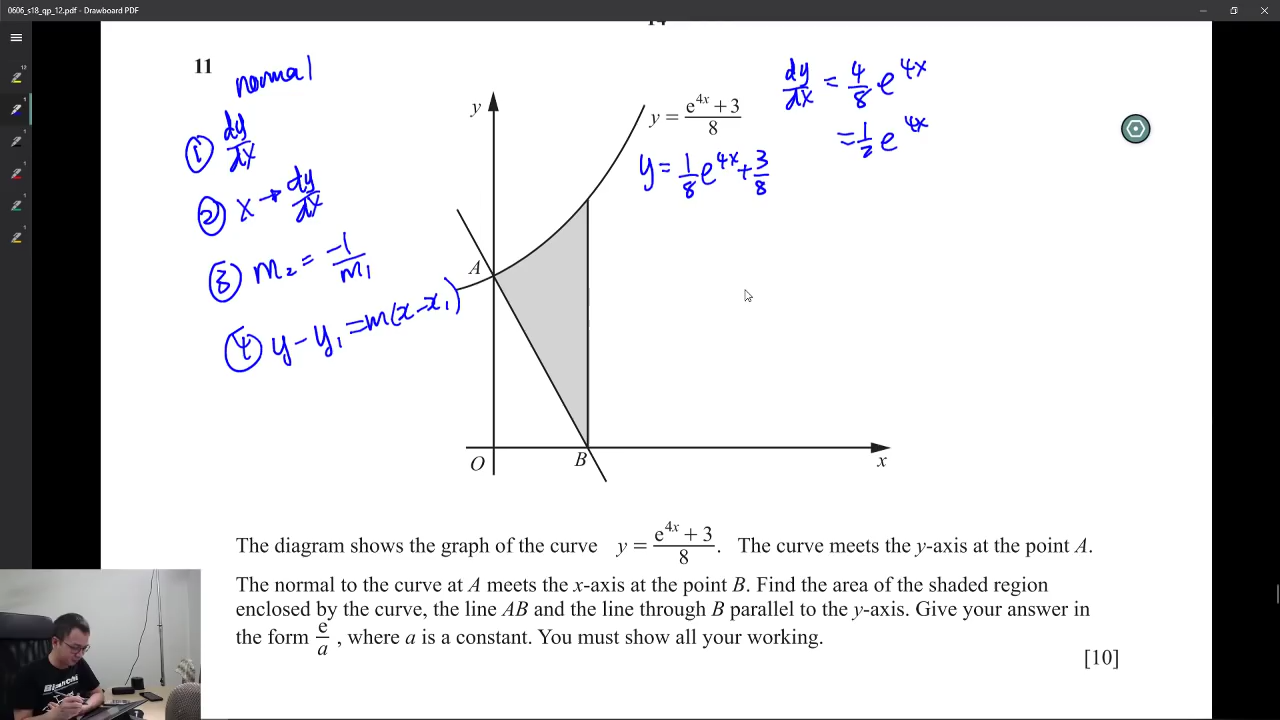 0606_s18_qp_12.pdf - Drawboard PDF
11
normal
① dy/dx
② x → dy/dx
③ m₂ = -1/m₁
④ y - y₁ = m(x - x₁)
y
y = (e^{4x} + 3)/8
y = 1/8 e^{4x} + 3/8
dy/dx = 4/8 e^{4x}
= 1/2 e^{4x}
A
O
B
x
The diagram shows the graph of the curve y = (e^{4x} + 3)/8. The curve meets the y-axis at the point A.
The normal to the curve at A meets the x-axis at the point B. Find the area of the shaded region
enclosed by the curve, the line AB and the line through B parallel to the y-axis. Give your answer in
the form e/a, where a is a constant. You must show all your working.
[10]
Bianchi